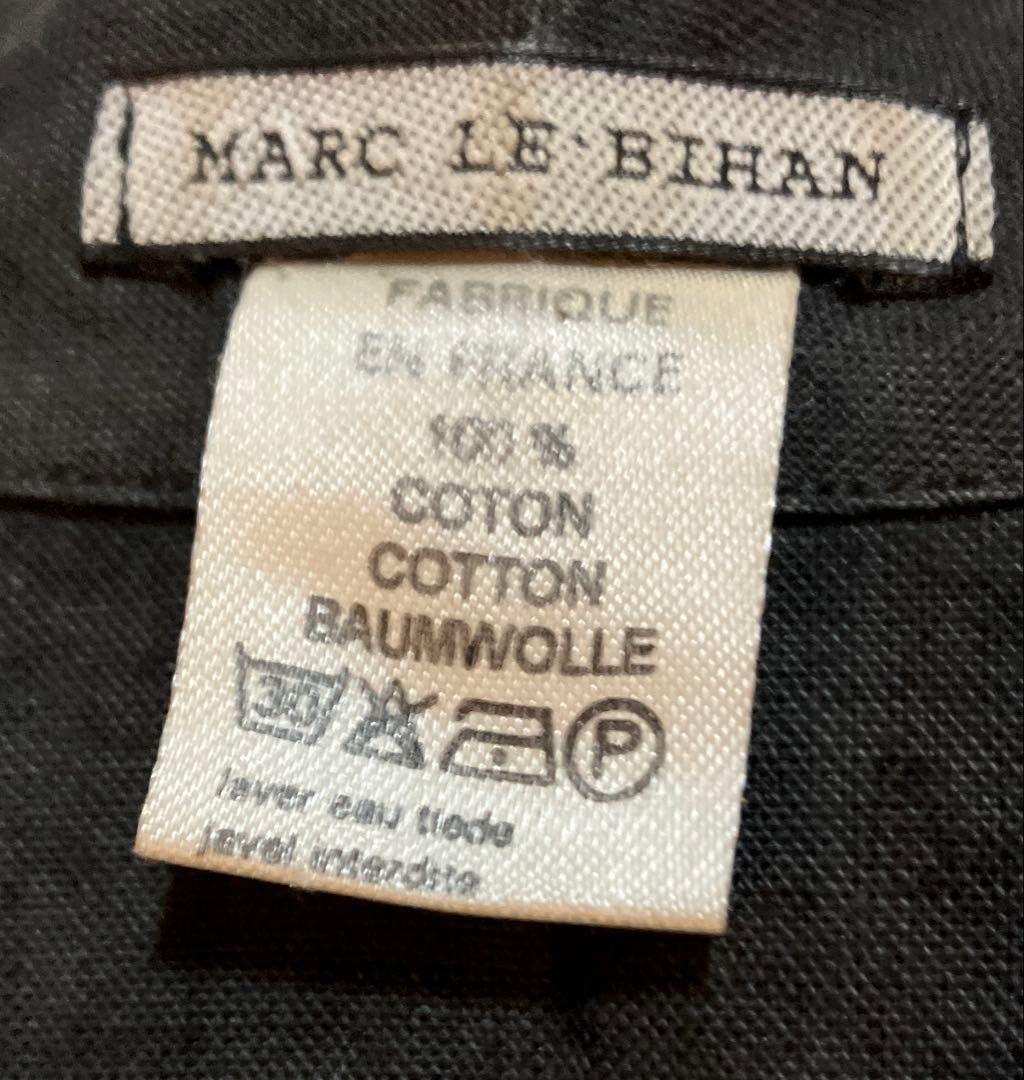 MARC LE BIHAN
FABRIQUE
EN FRANCE
100 %
COTON
COTTON
BAUMWOLLE
30 P
laver eau tiede
javel interdite